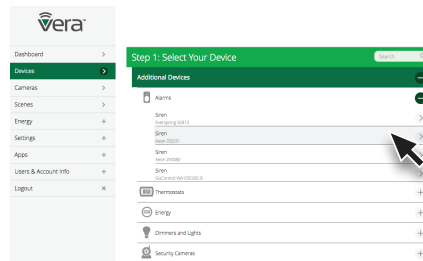 Vera
Dashboard
Devices
Cameras
Scenes
Energy
Settings
Apps
Users & Account Info
Logout
Step 1: Select Your Device
Search
Additional Devices
Alarms
Siren
Everspring SE812
Siren
Aeon DSD31
Siren
Aeon ZW080
Siren
GoControl WA105DBZ-B
Thermostats
Energy
Dimmers and Lights
Security Cameras